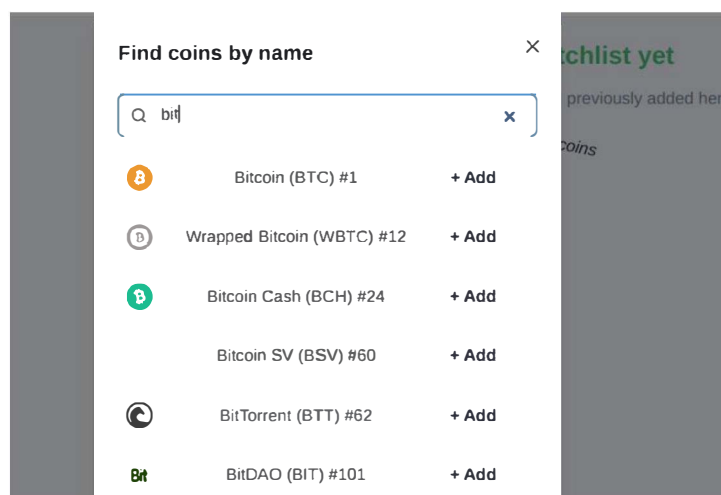 Find coins by name
tchlist yet
previously added her
coins
bit
Bitcoin (BTC) #1 + Add
Wrapped Bitcoin (WBTC) #12 + Add
Bitcoin Cash (BCH) #24 + Add
Bitcoin SV (BSV) #60 + Add
BitTorrent (BTT) #62 + Add
Bit BitDAO (BIT) #101 + Add